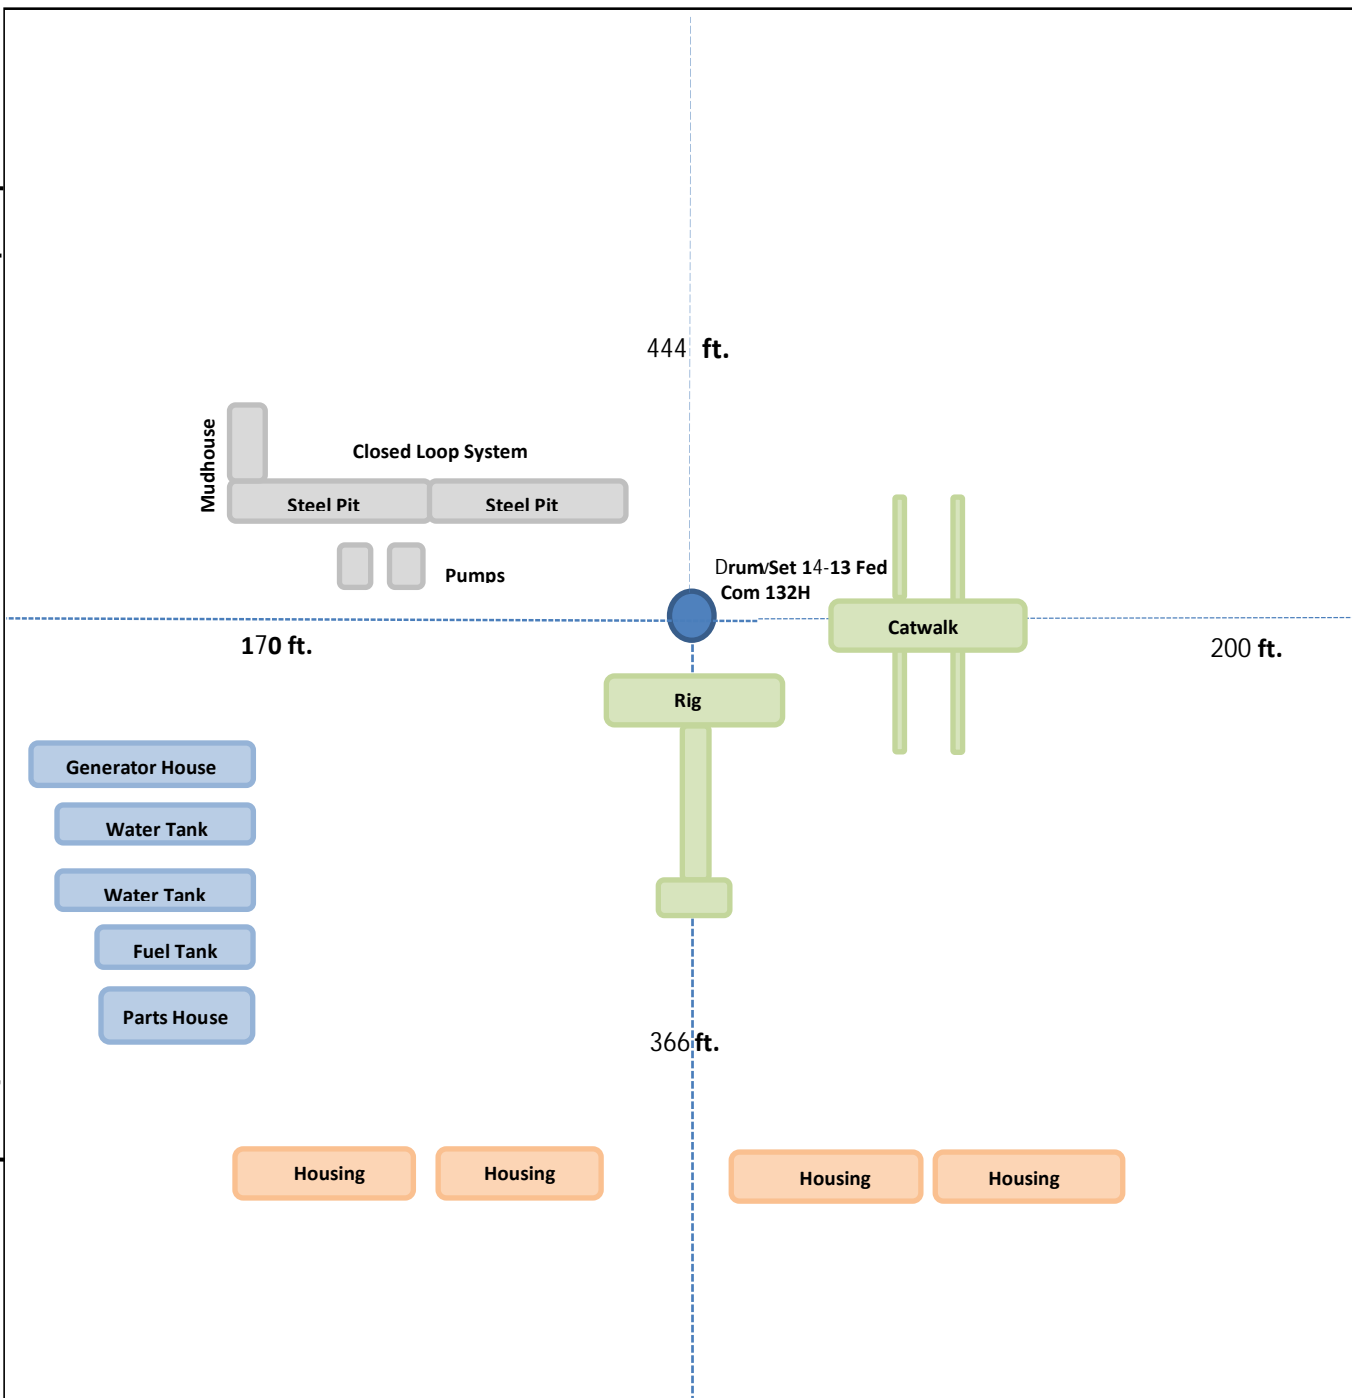 444 ft.
Mudhouse
Closed Loop System
Steel Pit Steel Pit
Pumps
Set 14-13 Fed
Com 132H
Catwalk
170 ft.
200 ft.
Rig
Generator House
Water Tank
Water Tank
Fuel Tank
Parts House
366 ft.
Housing Housing Housing Housing